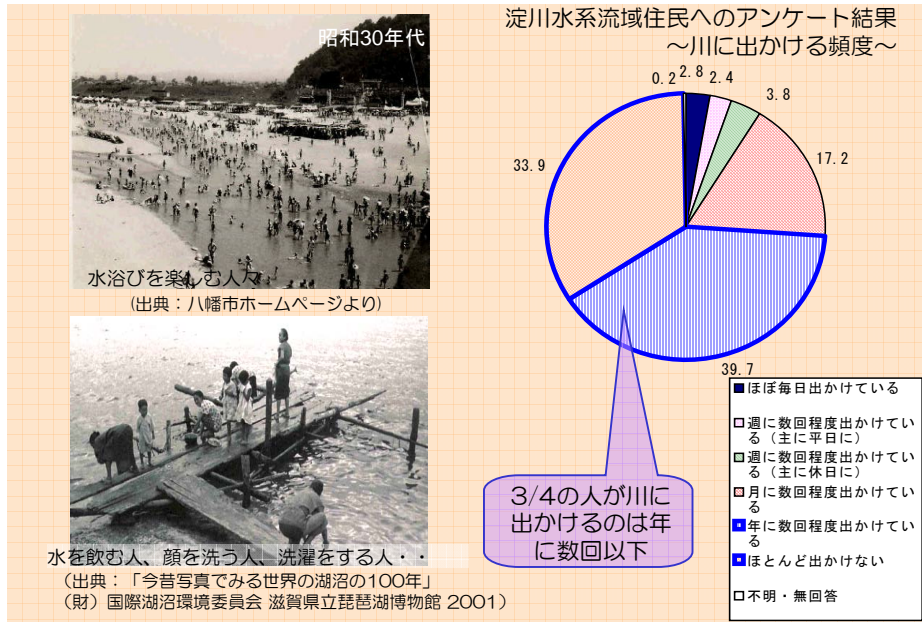 昭和30年代
水浴びを楽しむ人々
(出典：八幡市ホームページより)
水を飲む人、顔を洗う人、洗濯をする人・・
（出典：「今昔写真でみる世界の湖沼の100年」
（財）国際湖沼環境委員会 滋賀県立琵琶湖博物館 2001）
淀川水系流域住民へのアンケート結果
～川に出かける頻度～
0.2
2.8
2.4
3.8
17.2
39.7
33.9
3/4の人が川に
出かけるのは年
に数回以下
ほぼ毎日出かけている
週に数回程度出かけてい
る（主に平日に）
週に数回程度出かけてい
る（主に休日に）
月に数回程度出かけてい
る
年に数回程度出かけてい
る
ほとんど出かけない
不明・無回答